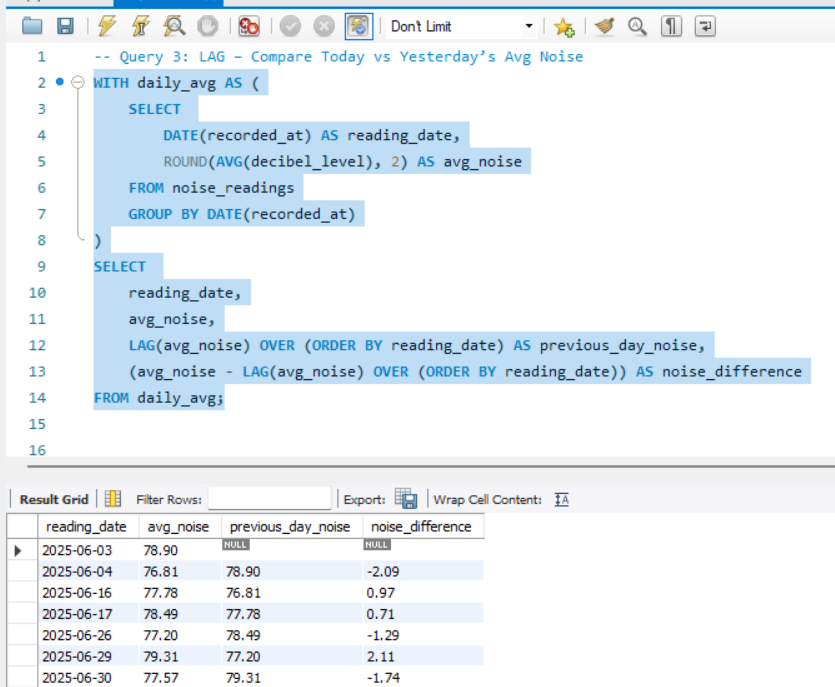 Don't Limit
1 -- Query 3: LAG – Compare Today vs Yesterday’s Avg Noise
2 WITH daily_avg AS (
3 SELECT
4 DATE(recorded_at) AS reading_date,
5 ROUND(AVG(decibel_level), 2) AS avg_noise
6 FROM noise_readings
7 GROUP BY DATE(recorded_at)
8 )
9 SELECT
10 reading_date,
11 avg_noise,
12 LAG(avg_noise) OVER (ORDER BY reading_date) AS previous_day_noise,
13 (avg_noise - LAG(avg_noise) OVER (ORDER BY reading_date)) AS noise_difference
14 FROM daily_avg;
15
16
Result Grid Filter Rows: Export: Wrap Cell Content: IA
reading_date avg_noise previous_day_noise noise_difference
2025-06-03 78.90 NULL NULL
2025-06-04 76.81 78.90 -2.09
2025-06-16 77.78 76.81 0.97
2025-06-17 78.49 77.78 0.71
2025-06-26 77.20 78.49 -1.29
2025-06-29 79.31 77.20 2.11
2025-06-30 77.57 79.31 -1.74